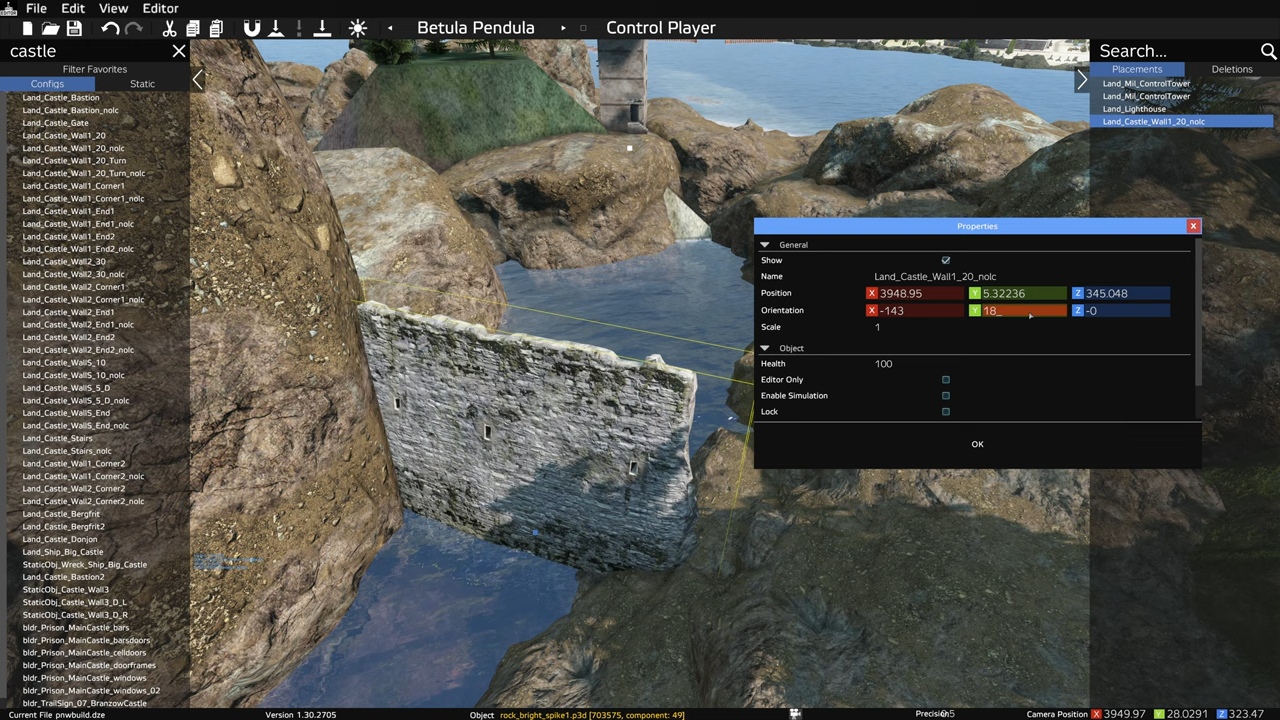 File Edit View Editor
Betula Pendula Control Player
castle
Filter Favorites
Configs Static
Land_Castle_Bastion
Land_Castle_Bastion_nolc
Land_Castle_Gate
Land_Castle_Wall1_20
Land_Castle_Wall1_20_nolc
Land_Castle_Wall1_20_Turn
Land_Castle_Wall1_20_Turn_nolc
Land_Castle_Wall1_Corner1
Land_Castle_Wall1_Corner1_nolc
Land_Castle_Wall1_End1
Land_Castle_Wall1_End1_nolc
Land_Castle_Wall1_End2
Land_Castle_Wall1_End2_nolc
Land_Castle_Wall2_30
Land_Castle_Wall2_30_nolc
Land_Castle_Wall2_Corner1
Land_Castle_Wall2_Corner1_nolc
Land_Castle_Wall2_End1
Land_Castle_Wall2_End1_nolc
Land_Castle_Wall2_End2
Land_Castle_Wall2_End2_nolc
Land_Castle_WallS_10
Land_Castle_WallS_10_nolc
Land_Castle_WallS_5_D
Land_Castle_WallS_5_D_nolc
Land_Castle_WallS_End
Land_Castle_WallS_End_nolc
Land_Castle_Stairs
Land_Castle_Stairs_nolc
Land_Castle_Wall1_Corner2
Land_Castle_Wall1_Corner2_nolc
Land_Castle_Wall2_Corner2
Land_Castle_Wall2_Corner2_nolc
Land_Castle_Bergfrit
Land_Castle_Bergfrit2
Land_Castle_Donjon
Land_Ship_Big_Castle
StaticObj_Wreck_Ship_Big_Castle
Land_Castle_Bastion2
StaticObj_Castle_Wall3
StaticObj_Castle_Wall3_D_L
StaticObj_Castle_Wall3_D_R
bldr_Prison_MainCastle_bars
bldr_Prison_MainCastle_barsdoors
bldr_Prison_MainCastle_celldoors
bldr_Prison_MainCastle_doorframes
bldr_Prison_MainCastle_windows
bldr_Prison_MainCastle_windows_02
bldr_TrailSign_07_BranzowCastle
Search...
Placements Deletions
Land_Mil_ControlTower
Land_Mil_ControlTower
Land_Lighthouse
Land_Castle_Wall1_20_nolc
Properties
General
Show
Name Land_Castle_Wall1_20_nolc
Position X 3948.95 Y 5.32236 Z 345.048
Orientation X -143 Y 18_ Z -0
Scale 1
Object
Health 100
Editor Only
Enable Simulation
Lock
OK
Current File pnwbuild.dze Version 1.30.2705 Object rock_bright_spike1.p3d [703575, component: 49] Precision 0.5 Camera Position X 3949.97 Y 28.0291 Z 323.47